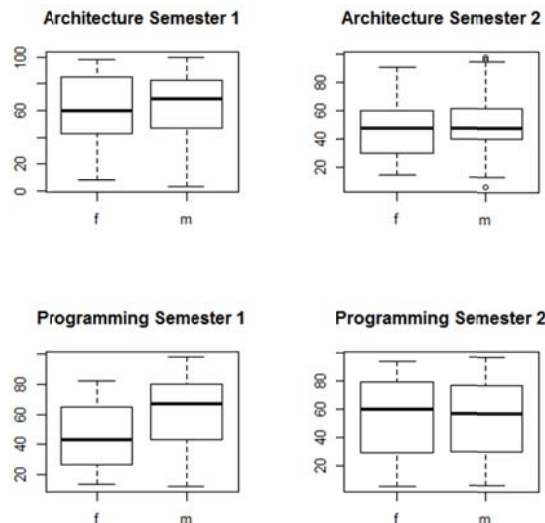 Architecture Semester 1
100
60
20
0
f
m
Architecture Semester 2
80
60
40
20
f
m
Programming Semester 1
80
60
40
20
f
m
Programming Semester 2
80
60
40
20
f
m